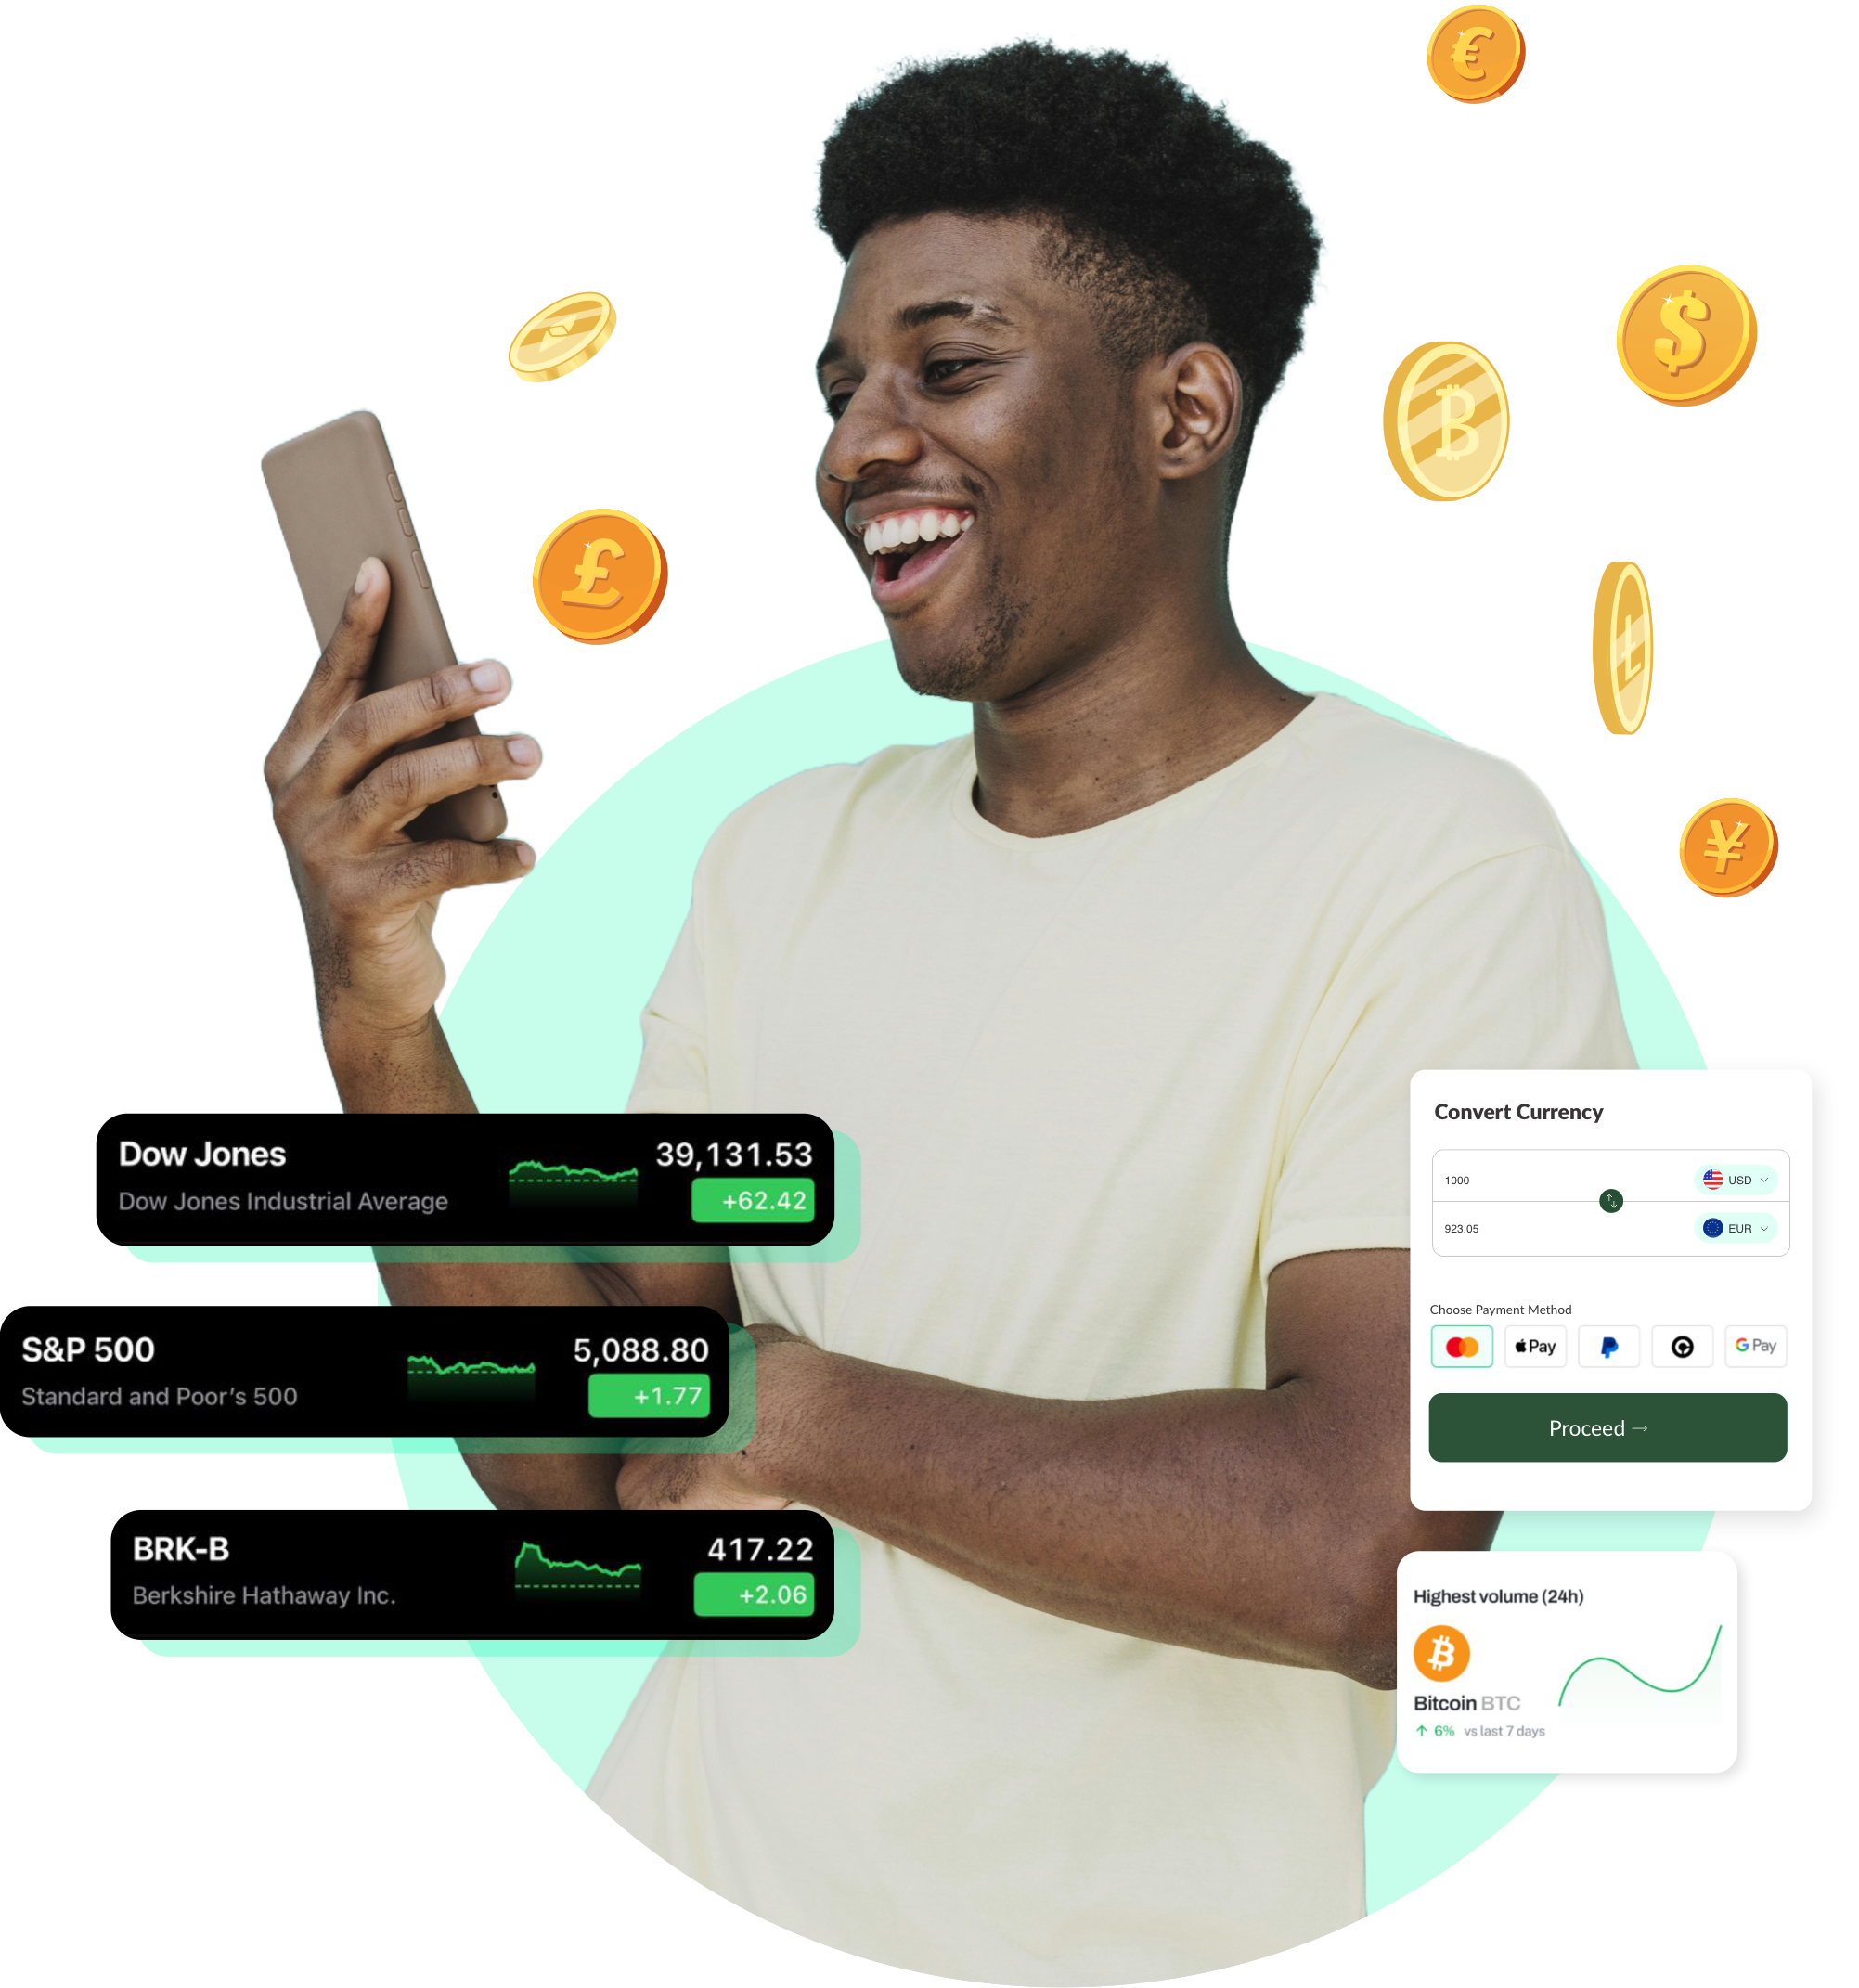 €
$
₿
£
Ł
¥
Dow Jones
39,131.53
Dow Jones Industrial Average
+62.42
S&P 500
5,088.80
Standard and Poor's 500
+1.77
BRK-B
417.22
Berkshire Hathaway Inc.
+2.06
Convert Currency
1000
USD
923.05
EUR
Choose Payment Method
Pay
G Pay
Proceed →
Highest volume (24h)
₿
Bitcoin BTC
↑ 6% vs last 7 days